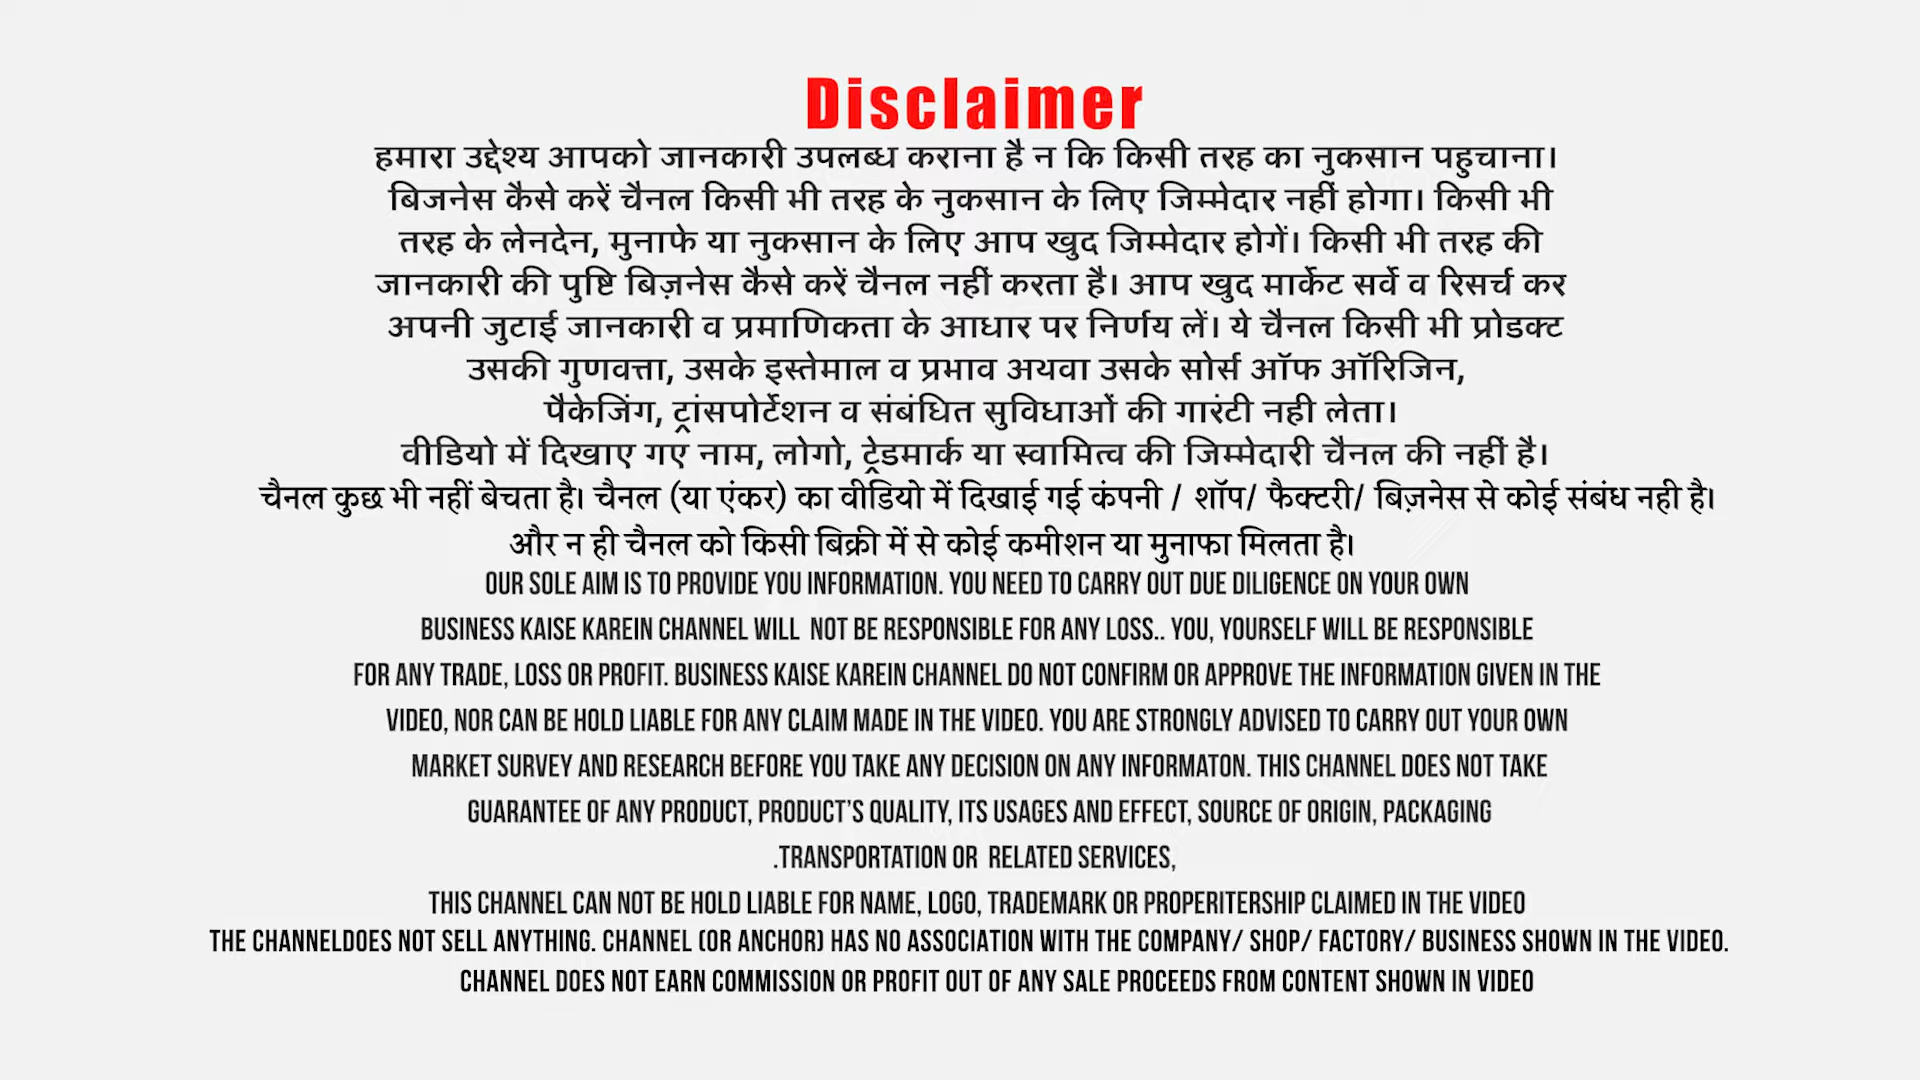 Disclaimer
हमारा उद्देश्य आपको जानकारी उपलब्ध कराना है न कि किसी तरह का नुकसान पहुचाना।
बिजनेस कैसे करें चैनल किसी भी तरह के नुकसान के लिए जिम्मेदार नहीं होगा। किसी भी
तरह के लेनदेन, मुनाफे या नुकसान के लिए आप खुद जिम्मेदार होगें। किसी भी तरह की
जानकारी की पुष्टि बिज़नेस कैसे करें चैनल नहीं करता है। आप खुद मार्केट सर्वे व रिसर्च कर
अपनी जुटाई जानकारी व प्रमाणिकता के आधार पर निर्णय लें। ये चैनल किसी भी प्रोडक्ट
उसकी गुणवत्ता, उसके इस्तेमाल व प्रभाव अथवा उसके सोर्स ऑफ ऑरिजिन,
पैकेजिंग, ट्रांसपोर्टेशन व संबंधित सुविधाओं की गारंटी नही लेता।
वीडियो में दिखाए गए नाम, लोगो, ट्रेडमार्क या स्वामित्व की जिम्मेदारी चैनल की नहीं है।
चैनल कुछ भी नहीं बेचता है। चैनल (या एंकर) का वीडियो में दिखाई गई कंपनी / शॉप/ फैक्टरी/ बिज़नेस से कोई संबंध नही है।
और न ही चैनल को किसी बिक्री में से कोई कमीशन या मुनाफा मिलता है।
OUR SOLE AIM IS TO PROVIDE YOU INFORMATION. YOU NEED TO CARRY OUT DUE DILIGENCE ON YOUR OWN
BUSINESS KAISE KAREIN CHANNEL WILL NOT BE RESPONSIBLE FOR ANY LOSS.. YOU, YOURSELF WILL BE RESPONSIBLE
FOR ANY TRADE, LOSS OR PROFIT. BUSINESS KAISE KAREIN CHANNEL DO NOT CONFIRM OR APPROVE THE INFORMATION GIVEN IN THE
VIDEO, NOR CAN BE HOLD LIABLE FOR ANY CLAIM MADE IN THE VIDEO. YOU ARE STRONGLY ADVISED TO CARRY OUT YOUR OWN
MARKET SURVEY AND RESEARCH BEFORE YOU TAKE ANY DECISION ON ANY INFORMATON. THIS CHANNEL DOES NOT TAKE
GUARANTEE OF ANY PRODUCT, PRODUCT'S QUALITY, ITS USAGES AND EFFECT, SOURCE OF ORIGIN, PACKAGING
.TRANSPORTATION OR RELATED SERVICES,
THIS CHANNEL CAN NOT BE HOLD LIABLE FOR NAME, LOGO, TRADEMARK OR PROPERITERSHIP CLAIMED IN THE VIDEO
THE CHANNELDOES NOT SELL ANYTHING. CHANNEL (OR ANCHOR) HAS NO ASSOCIATION WITH THE COMPANY/ SHOP/ FACTORY/ BUSINESS SHOWN IN THE VIDEO.
CHANNEL DOES NOT EARN COMMISSION OR PROFIT OUT OF ANY SALE PROCEEDS FROM CONTENT SHOWN IN VIDEO